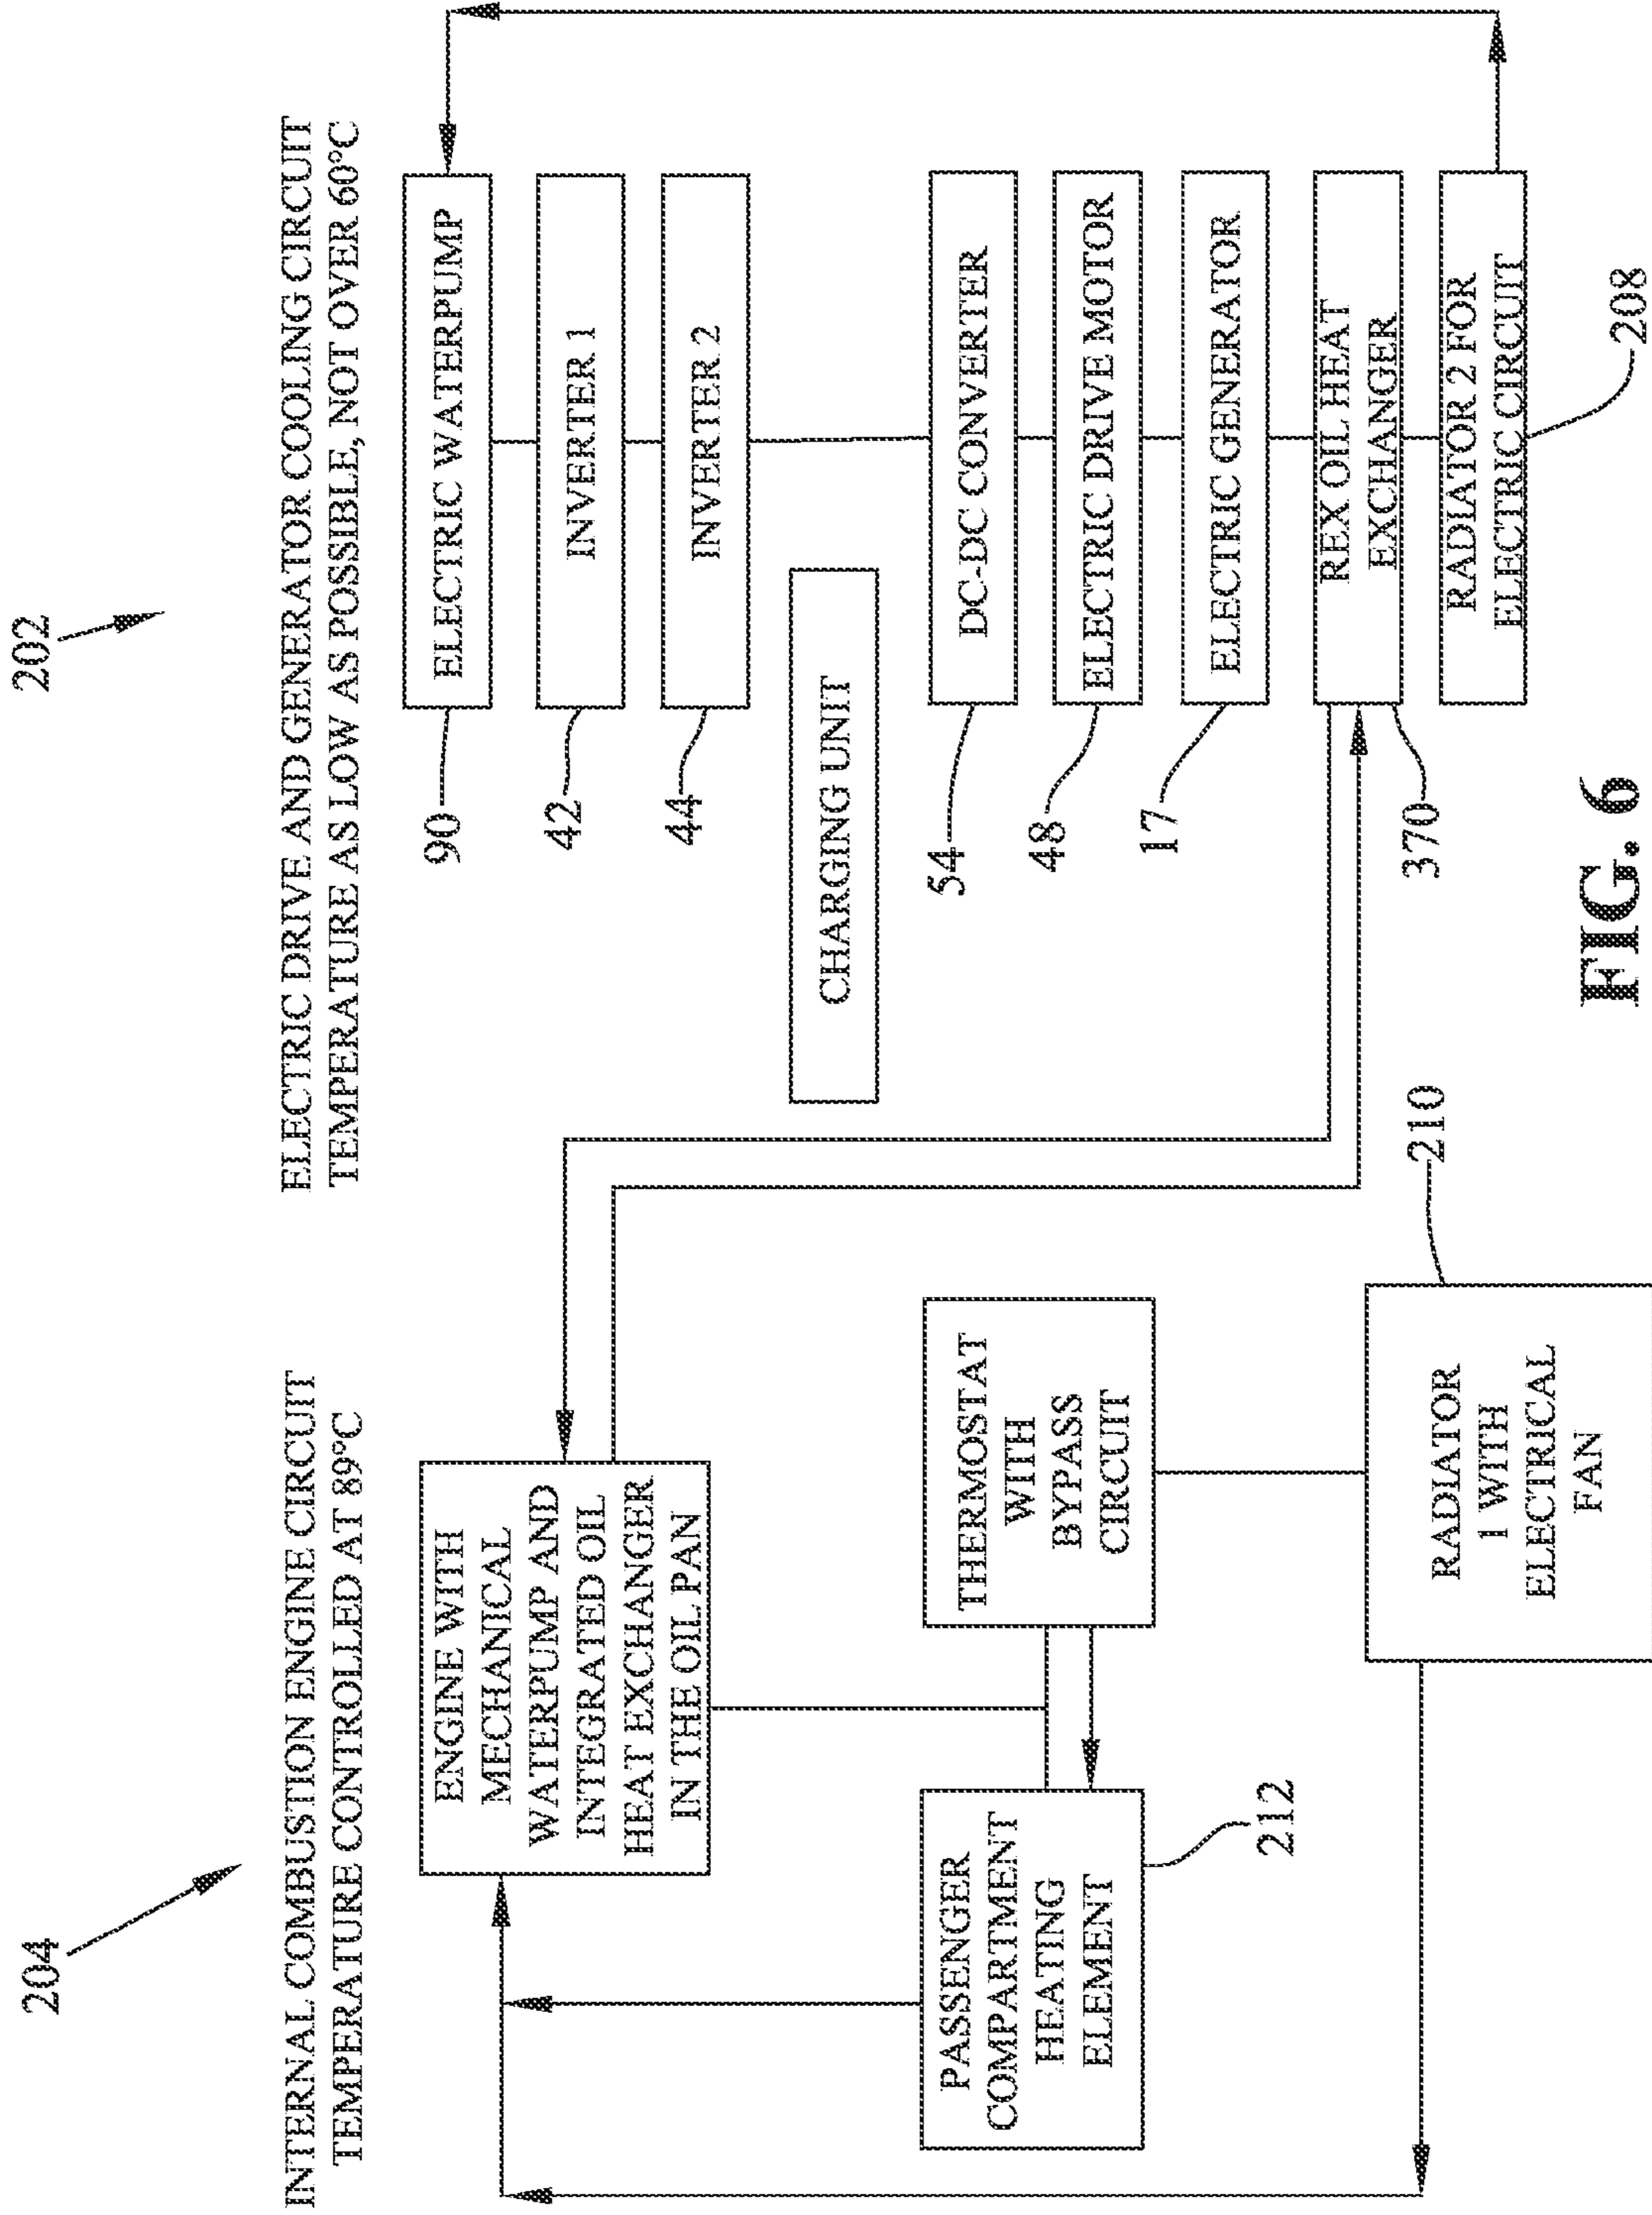 204
INTERNAL COMBUSTION ENGINE CIRCUIT
TEMPERATURE CONTROLLED AT 89°C
ENGINE WITH
MECHANICAL
WATERPUMP AND
INTEGRATED OIL
HEAT EXCHANGER
IN THE OIL PAN
PASSENGER
COMPARTMENT
HEATING
ELEMENT
212
THERMOSTAT
WITH
BYPASS
CIRCUIT
210
RADIATOR
1 WITH
ELECTRICAL
FAN
202
ELECTRIC DRIVE AND GENERATOR COOLING CIRCUIT
TEMPERATURE AS LOW AS POSSIBLE, NOT OVER 60°C
90
ELECTRIC WATERPUMP
42
INVERTER 1
44
INVERTER 2
CHARGING UNIT
54
DC-DC CONVERTER
48
ELECTRIC DRIVE MOTOR
17
ELECTRIC GENERATOR
370
REX OIL HEAT
EXCHANGER
RADIATOR 2 FOR
ELECTRIC CIRCUIT
208
FIG. 6